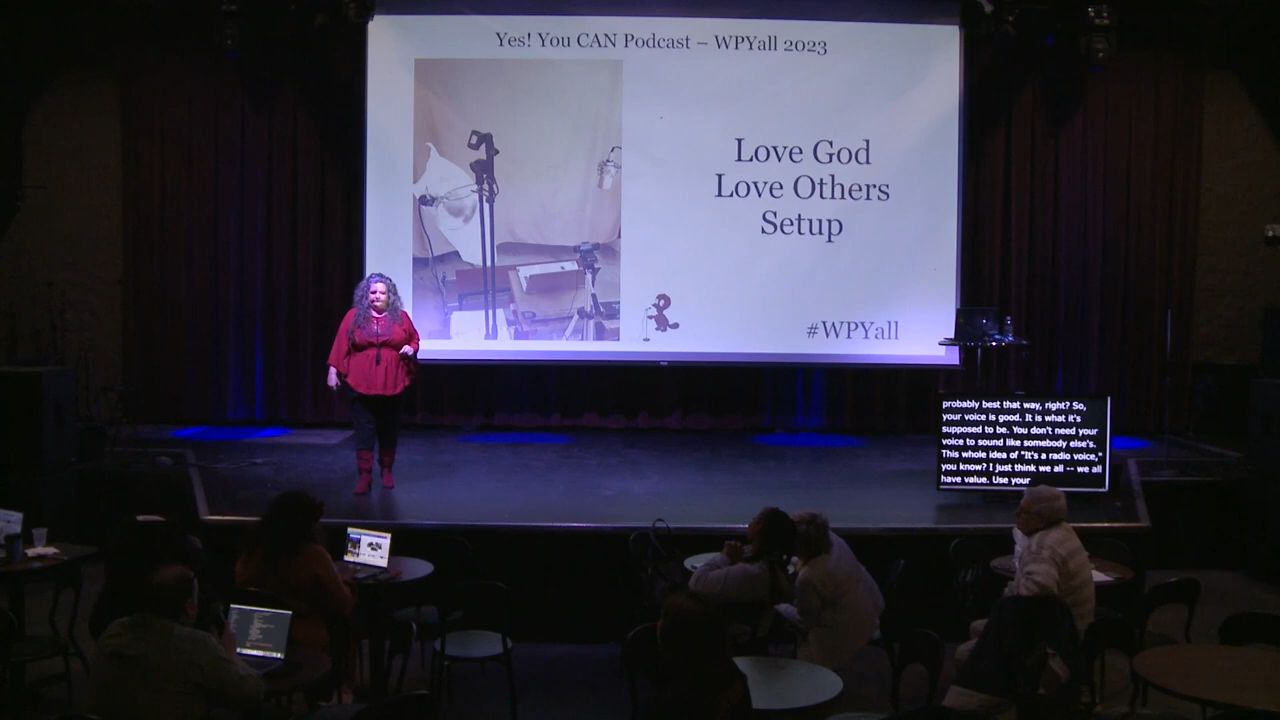 Yes! You CAN Podcast – WPYall 2023
Love God
Love Others
Setup
#WPYall
probably best that way, right? So,
your voice is good. It is what it's
supposed to be. You don't need your
voice to sound like somebody else's.
This whole idea of "It's a radio voice,"
you know? I just think we all -- we all
have value. Use your